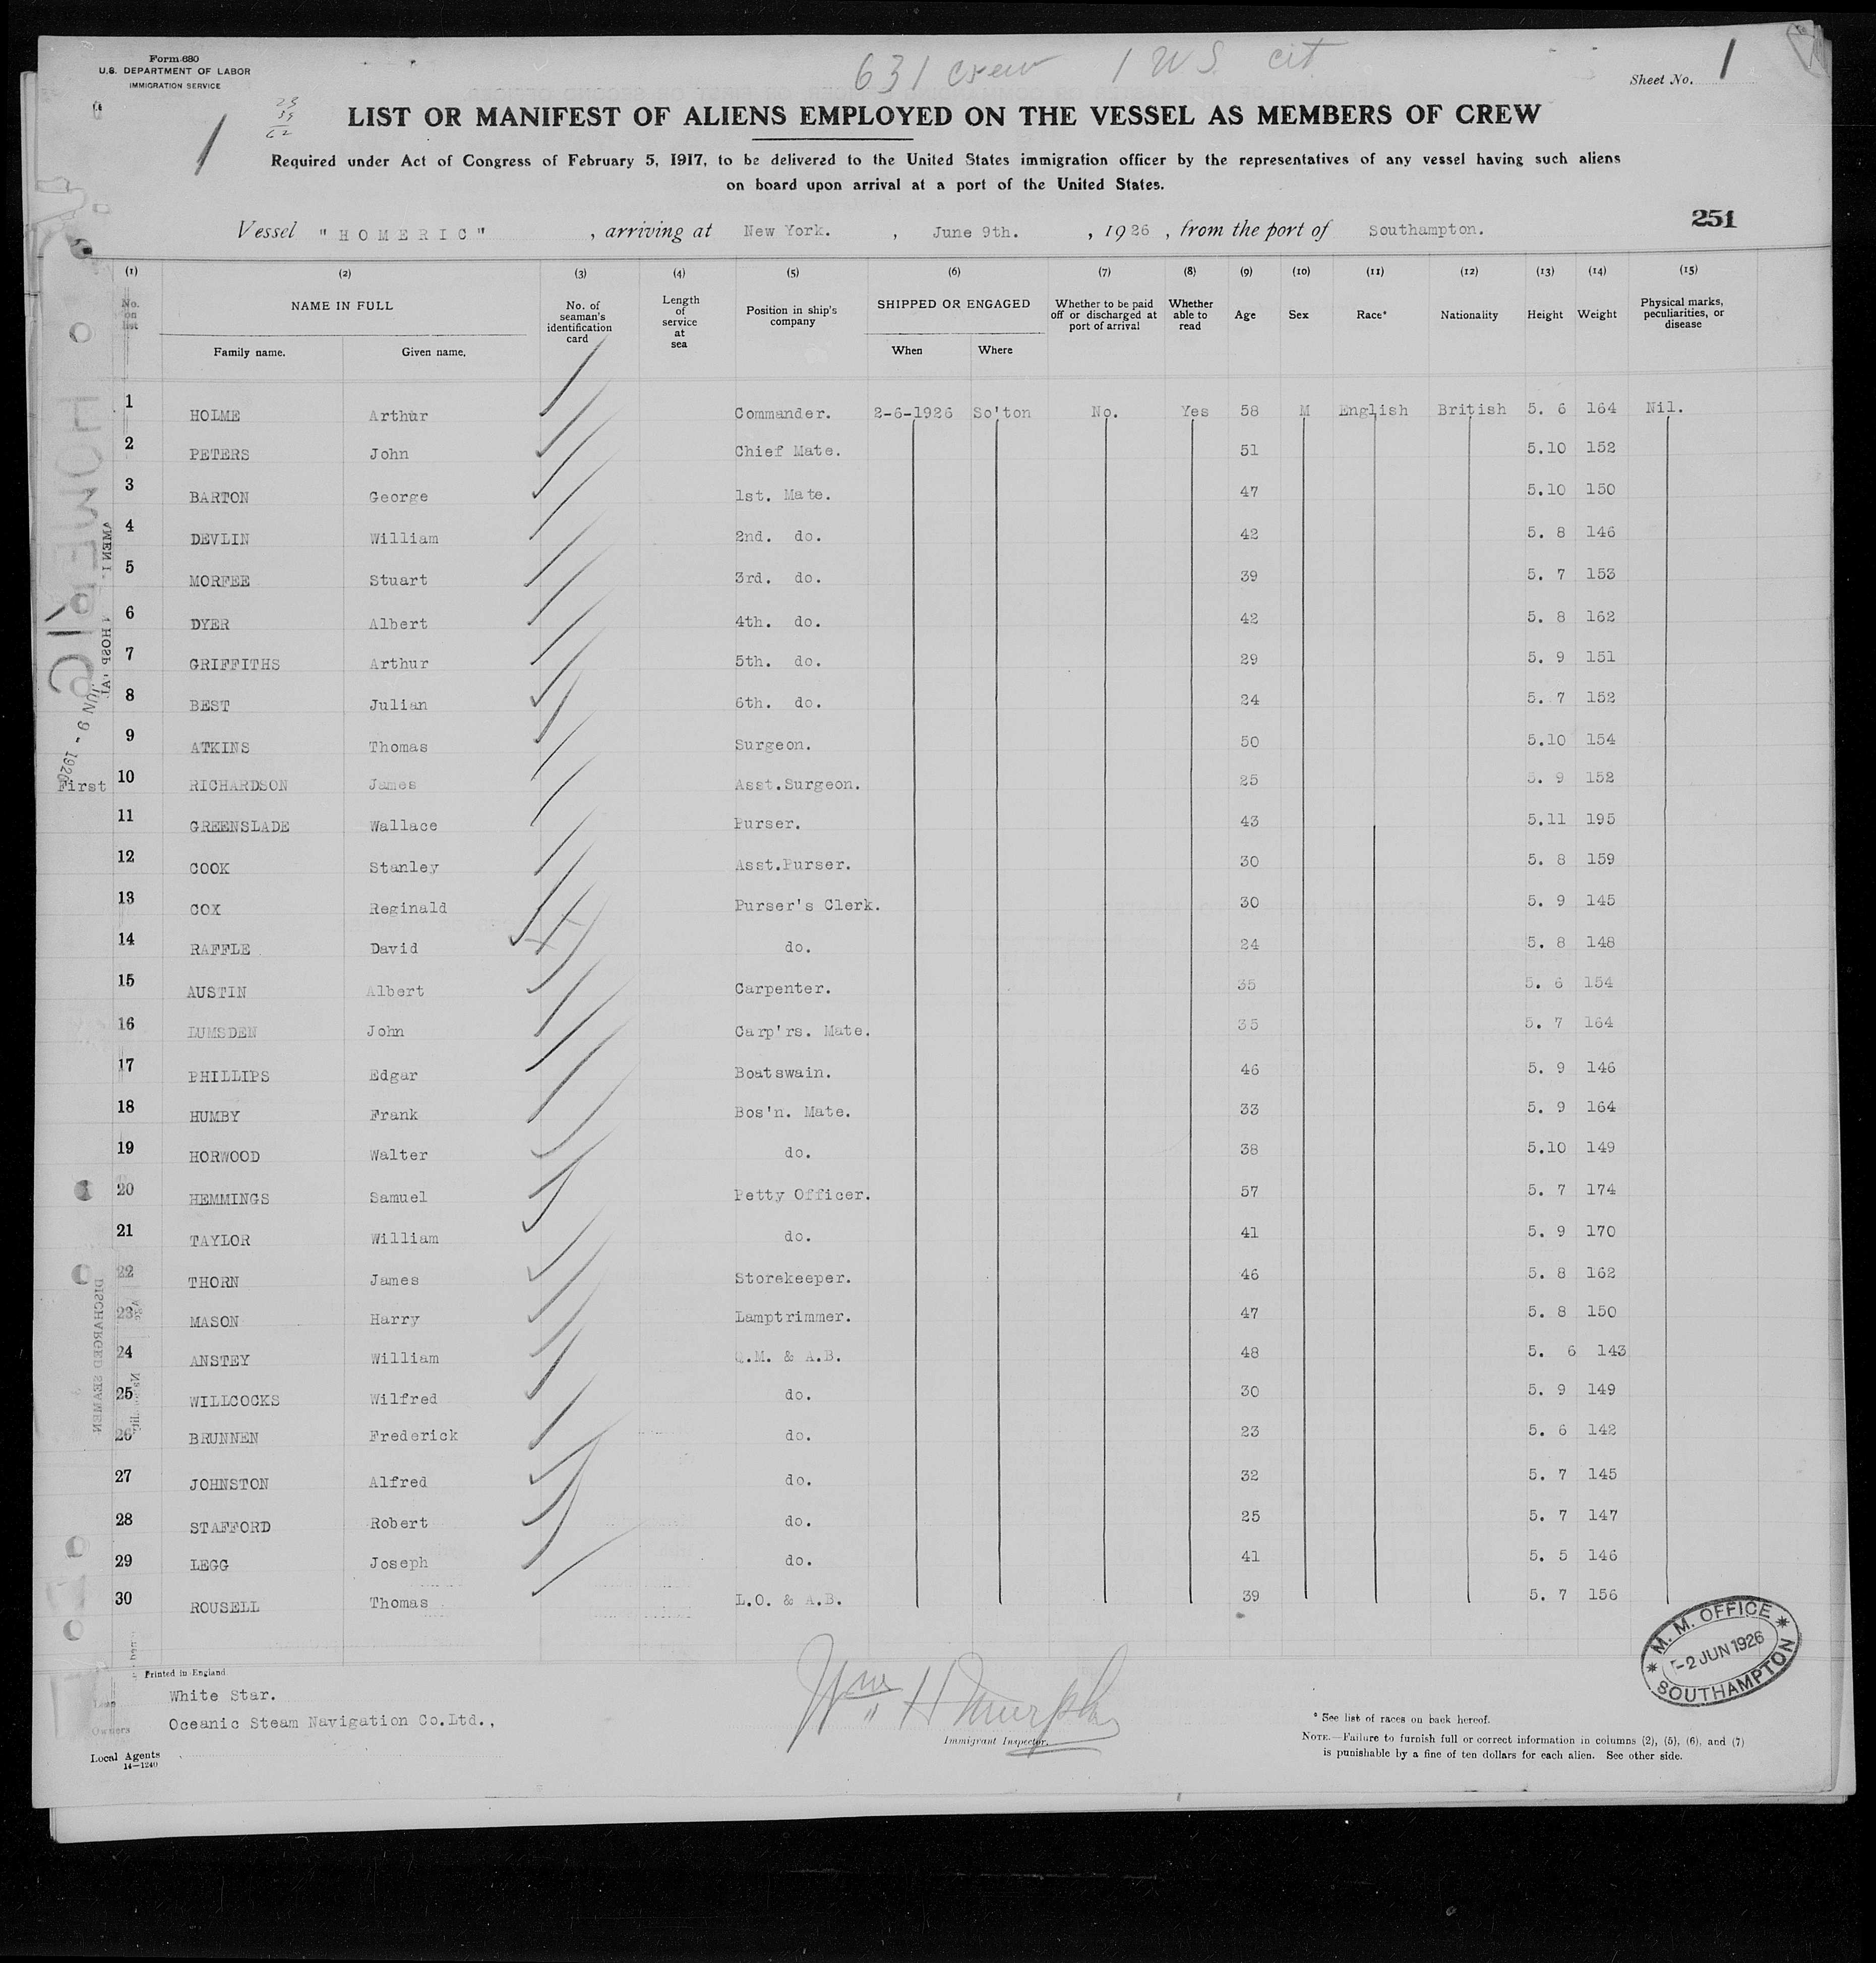 Form 680
U.S. DEPARTMENT OF LABOR
IMMIGRATION SERVICE
631 crew 1 U.S. cit
Sheet No. 1
1
LIST OR MANIFEST OF ALIENS EMPLOYED ON THE VESSEL AS MEMBERS OF CREW
Required under Act of Congress of February 5, 1917, to be delivered to the United States immigration officer by the representatives of any vessel having such aliens
on board upon arrival at a port of the United States.
251
Vessel "HOMERIC" , arriving at New York. , June 9th. , 1926 , from the port of Southampton.
(1) (2) (3) (4) (5) (6) (7) (8) (9) (10) (11) (12) (13) (14) (15)
No. on list NAME IN FULL Family name. Given name. No. of seaman's identification card Length of service at sea Position in ship's company SHIPPED OR ENGAGED When Where Whether to be paid off or discharged at port of arrival Whether able to read Age Sex Race* Nationality Height Weight Physical marks, peculiarities, or disease
1 HOLME Arthur Commander. 2-6-1926 So'ton No. Yes 58 M English British 5. 6 164 Nil.
2 PETERS John Chief Mate. 51 5.10 152
3 BARTON George 1st. Mate. 47 5.10 150
4 DEVLIN William 2nd. do. 42 5. 8 146
5 MORFEE Stuart 3rd. do. 39 5. 7 153
6 DYER Albert 4th. do. 42 5. 8 162
7 GRIFFITHS Arthur 5th. do. 29 5. 9 151
8 BEST Julian 6th. do. 24 5. 7 152
9 ATKINS Thomas Surgeon. 50 5.10 154
First 10 RICHARDSON James Asst.Surgeon. 25 5. 9 152
11 GREENSLADE Wallace Purser. 43 5.11 195
12 COOK Stanley Asst.Purser. 30 5. 8 159
13 COX Reginald Purser's Clerk. 30 5. 9 145
14 RAFFLE David do. 24 5. 8 148
15 AUSTIN Albert Carpenter. 35 5. 6 154
16 LUMSDEN John Carp'rs. Mate. 35 5. 7 164
17 PHILLIPS Edgar Boatswain. 46 5. 9 146
18 HUMBY Frank Bos'n. Mate. 33 5. 9 164
19 HORWOOD Walter do. 38 5.10 149
20 HEMMINGS Samuel Petty Officer. 57 5. 7 174
21 TAYLOR William do. 41 5. 9 170
22 THORN James Storekeeper. 46 5. 8 162
23 MASON Harry Lamptrimmer. 47 5. 8 150
24 ANSTEY William Q.M. & A.B. 48 5. 6 143
25 WILLCOCKS Wilfred do. 30 5. 9 149
26 BRUNNEN Frederick do. 23 5. 6 142
27 JOHNSTON Alfred do. 32 5. 7 145
28 STAFFORD Robert do. 25 5. 7 147
29 LEGG Joseph do. 41 5. 5 146
30 ROUSELL Thomas L.O. & A.B. 39 5. 7 156
HOMERIC
JUN 9 - 1926
DISCHARGED SEAMEN
M. M. OFFICE
-2 JUN 1926
SOUTHAMPTON
Printed in England
White Star.
Owners Oceanic Steam Navigation Co.Ltd.,
Local Agents
14-1240
Wm H Murphy
Immigrant Inspector.
* See list of races on back hereof.
NOTE.—Failure to furnish full or correct information in columns (2), (5), (6), and (7)
is punishable by a fine of ten dollars for each alien. See other side.